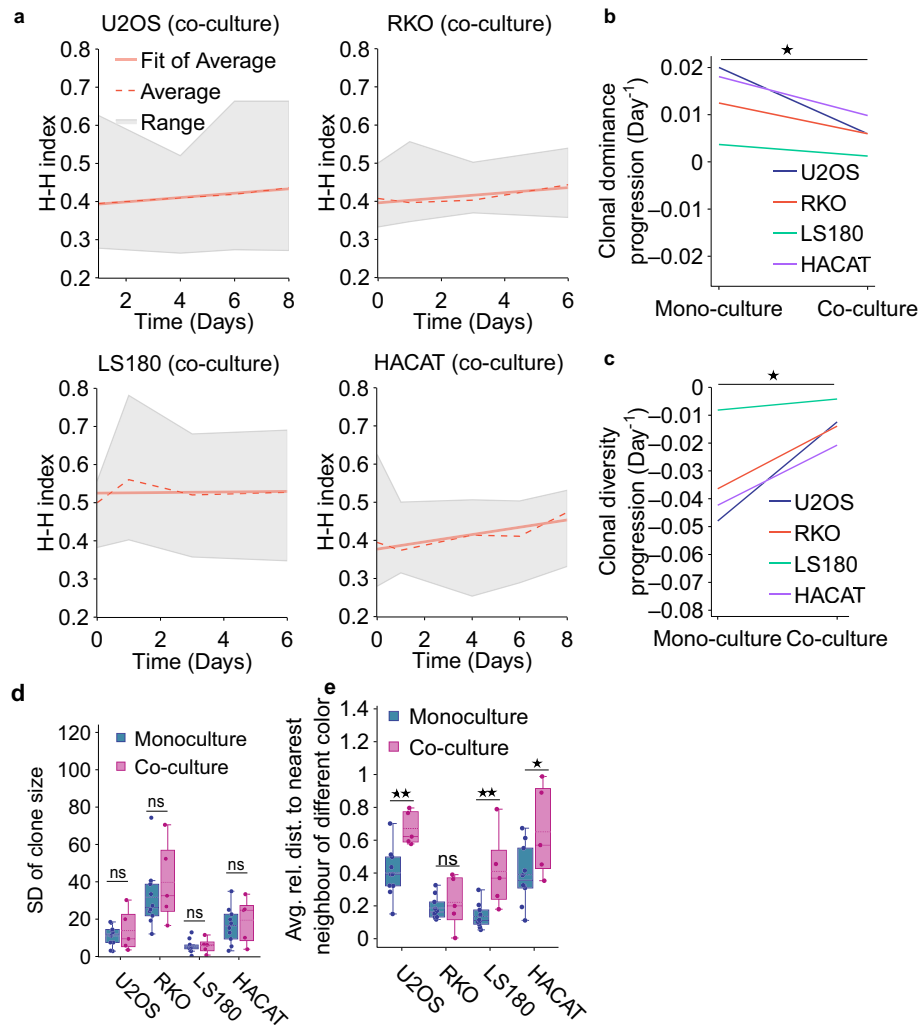 a
U2OS (co-culture)
0.8
0.7
0.6
0.5
0.4
0.3
0.2
H-H index
Fit of Average
Average
Range
2
4
6
8
Time (Days)
RKO (co-culture)
0.8
0.7
0.6
0.5
0.4
0.3
0.2
H-H index
0
2
4
6
Time (Days)
LS180 (co-culture)
0.8
0.7
0.6
0.5
0.4
0.3
0.2
H-H index
0
2
4
6
Time (Days)
HACAT (co-culture)
0.8
0.7
0.6
0.5
0.4
0.3
0.2
H-H index
0
2
4
6
8
Time (Days)
b
★
Clonal dominance
progression (Day⁻¹)
0.02
0.01
0
–0.01
–0.02
U2OS
RKO
LS180
HACAT
Mono-culture
Co-culture
c
★
Clonal diversity
progression (Day⁻¹)
0
–0.01
–0.02
–0.03
–0.04
–0.05
–0.06
–0.07
–0.08
U2OS
RKO
LS180
HACAT
Mono-culture
Co-culture
d
SD of clone size
120
100
80
60
40
20
0
Monoculture
Co-culture
ns
ns
ns
ns
U2OS
RKO
LS180
HACAT
e
Avg. rel. dist. to nearest
neighbour of different color
1.4
1.2
1
0.8
0.6
0.4
0.2
0
Monoculture
Co-culture
★★
ns
★★
★
U2OS
RKO
LS180
HACAT